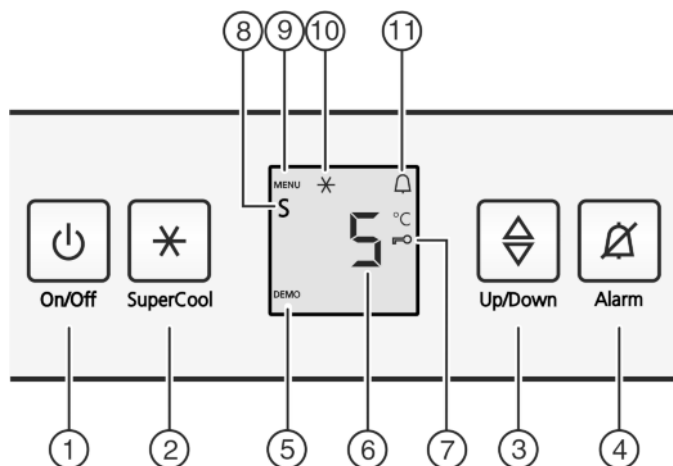 8 9 10 11
MENU
S
5 °C
DEMO
On/Off SuperCool Up/Down Alarm
1 2 5 6 7 3 4